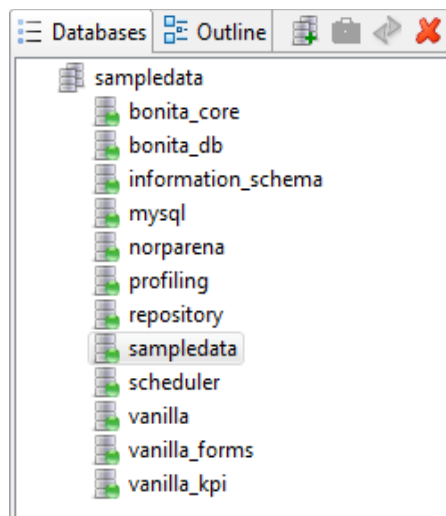 Databases Outline
sampledata
bonita_core
bonita_db
information_schema
mysql
norparena
profiling
repository
sampledata
scheduler
vanilla
vanilla_forms
vanilla_kpi